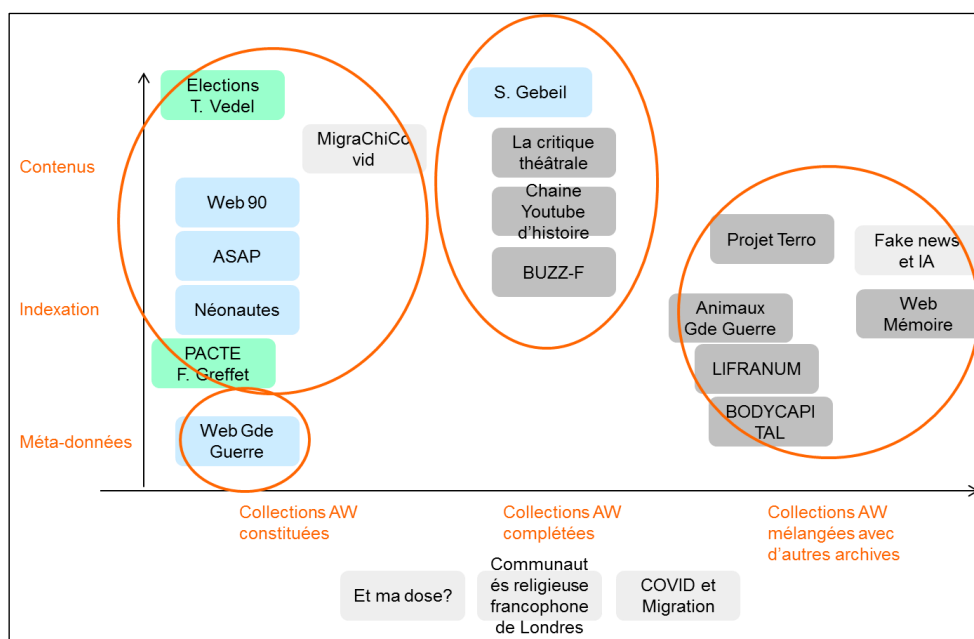 Elections
T. Vedel
MigraChiCo
vid
S. Gebeil
La critique
théâtrale
Contenus
Web 90
Chaine
Youtube
d'histoire
Projet Terro
Fake news
et IA
ASAP
BUZZ-F
Indexation
Néonautes
Animaux
Gde Guerre
Web
Mémoire
PACTE
F. Greffet
LIFRANUM
BODYCAPI
TAL
Méta-données
Web Gde
Guerre
Collections AW
constituées
Collections AW
complétées
Collections AW
mélangées avec
d'autres archives
Et ma dose?
Communaut
és religieuse
francophone
de Londres
COVID et
Migration